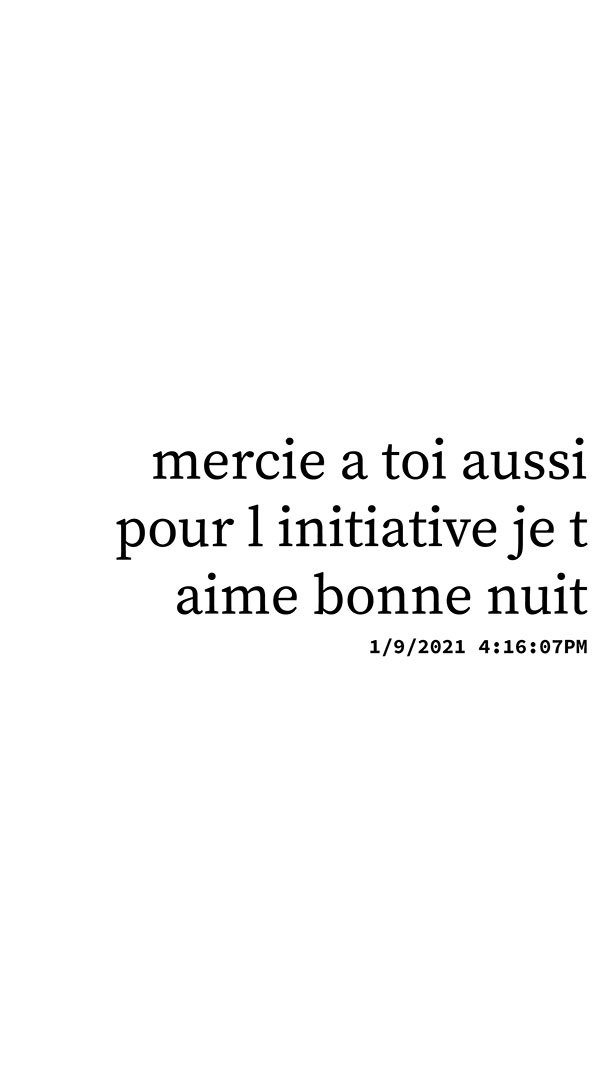 mercie a toi aussi
pour l initiative je t
aime bonne nuit
1/9/2021 4:16:07PM